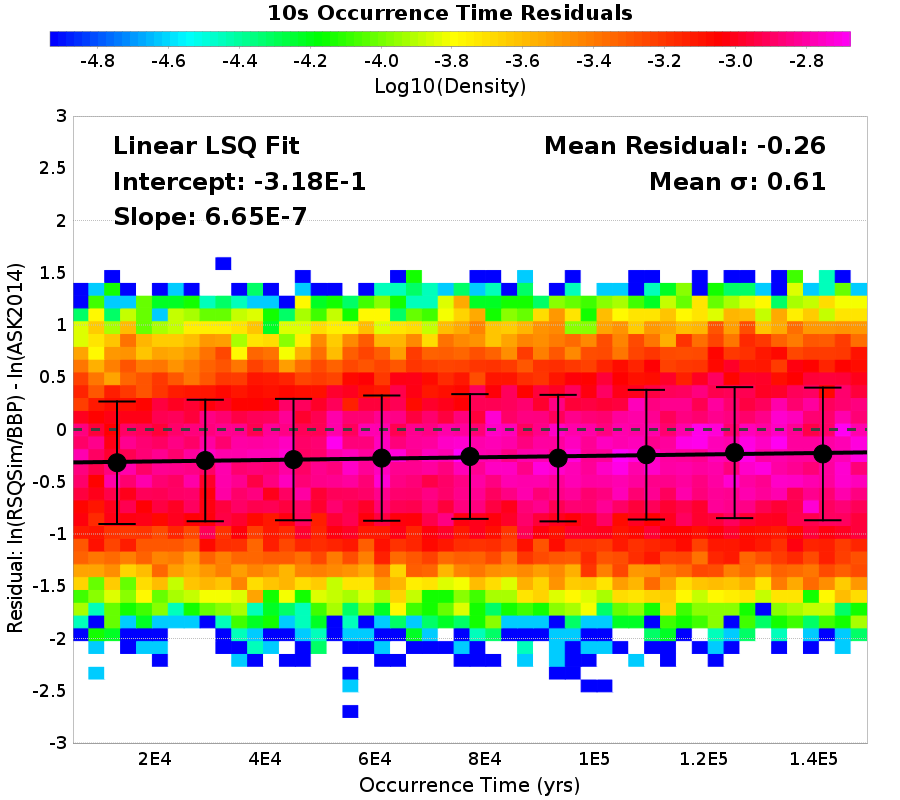 10s Occurrence Time Residuals
-4.8 -4.6 -4.4 -4.2 -4.0 -3.8 -3.6 -3.4 -3.2 -3.0 -2.8
Log10(Density)
Linear LSQ Fit
Intercept: -3.18E-1
Slope: 6.65E-7
Mean Residual: -0.26
Mean σ: 0.61
Residual: ln(RSQSim/BBP) - ln(ASK2014)
3
2.5
2
1.5
1
0.5
0
-0.5
-1
-1.5
-2
-2.5
-3
2E4 4E4 6E4 8E4 1E5 1.2E5 1.4E5
Occurrence Time (yrs)